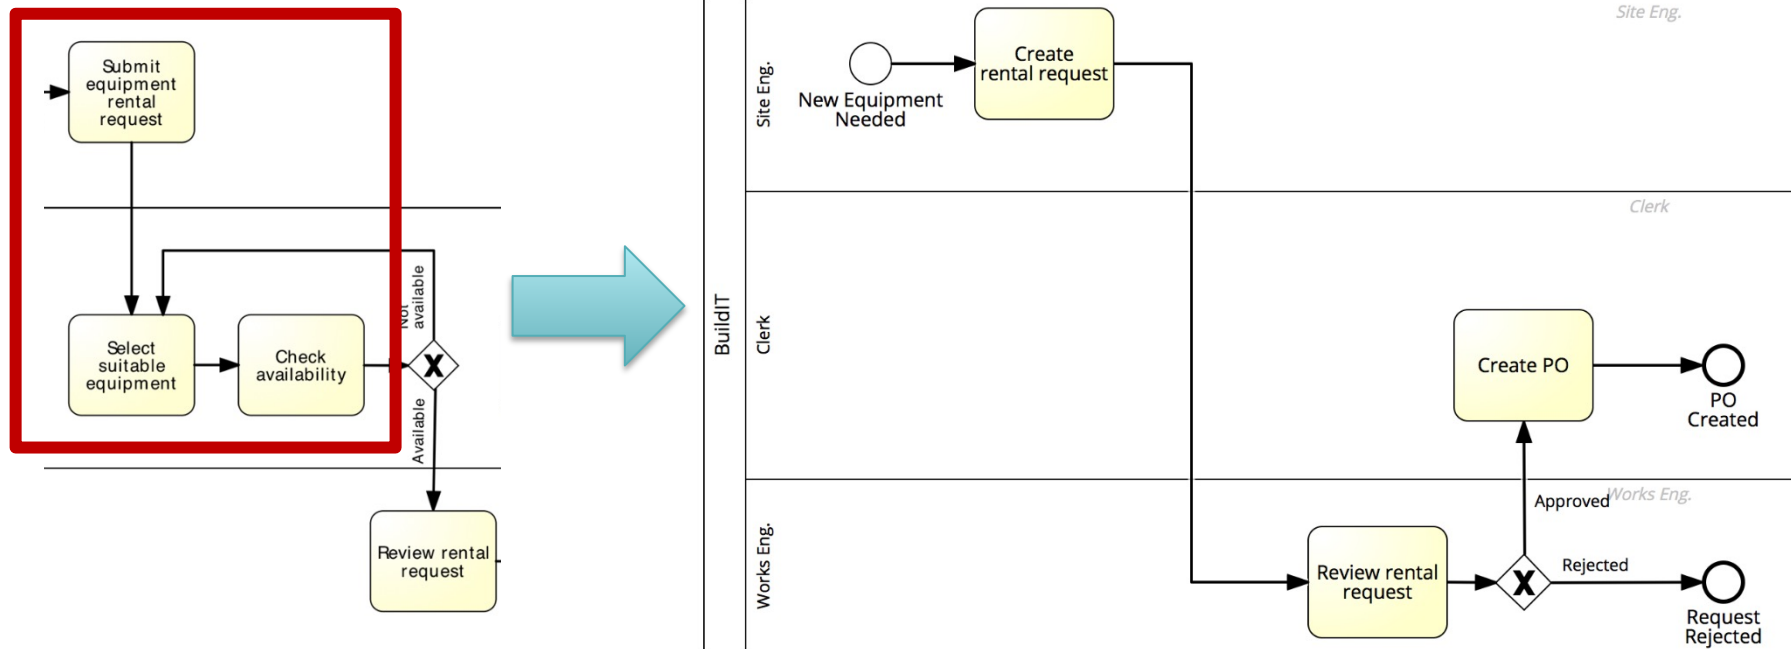 Submit
equipment
rental
request
Select
suitable
equipment
Check
availability
Not
available
X
Available
Review rental
request
BuildIT
Site Eng.
Site Eng.
New Equipment
Needed
Create
rental request
Clerk
Clerk
Create PO
PO
Created
Works Eng.
Works Eng.
Review rental
request
X
Approved
Rejected
Request
Rejected